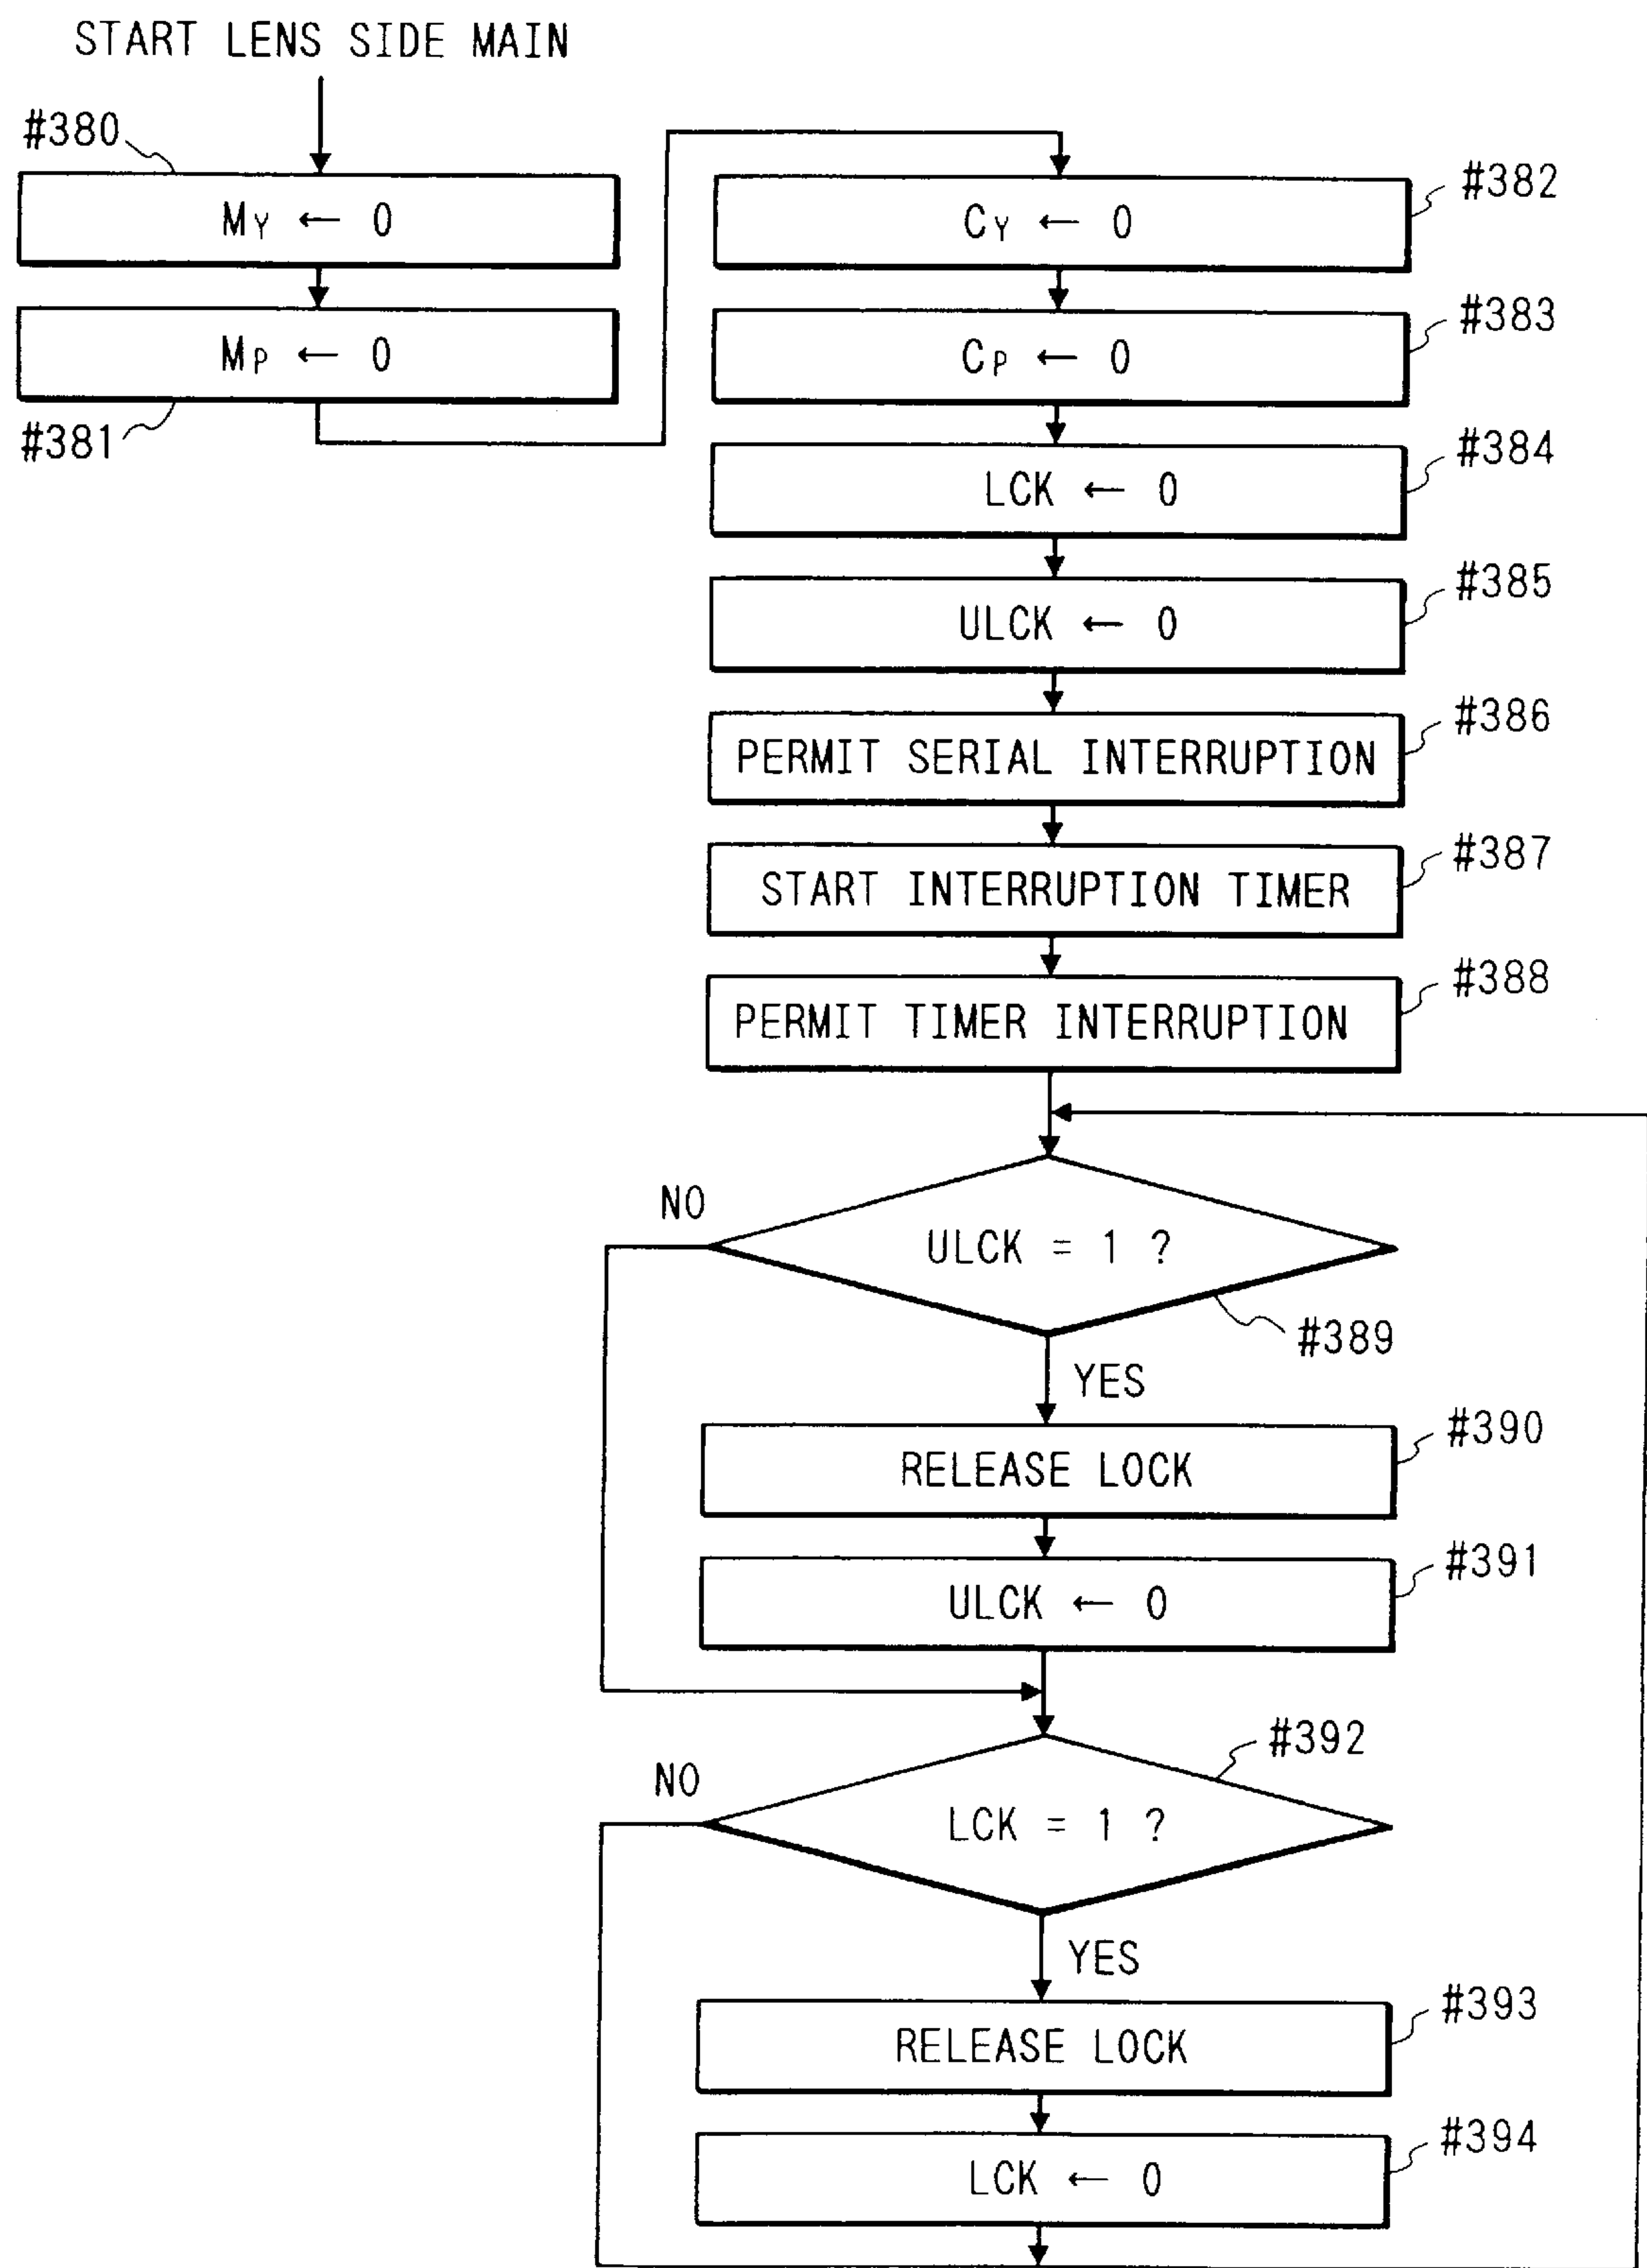 START LENS SIDE MAIN
#380
MY ← 0
MP ← 0
#381
CY ← 0
#382
CP ← 0
#383
LCK ← 0
#384
ULCK ← 0
#385
PERMIT SERIAL INTERRUPTION
#386
START INTERRUPTION TIMER
#387
PERMIT TIMER INTERRUPTION
#388
NO
ULCK = 1 ?
#389
YES
RELEASE LOCK
#390
ULCK ← 0
#391
#392
NO
LCK = 1 ?
YES
RELEASE LOCK
#393
LCK ← 0
#394